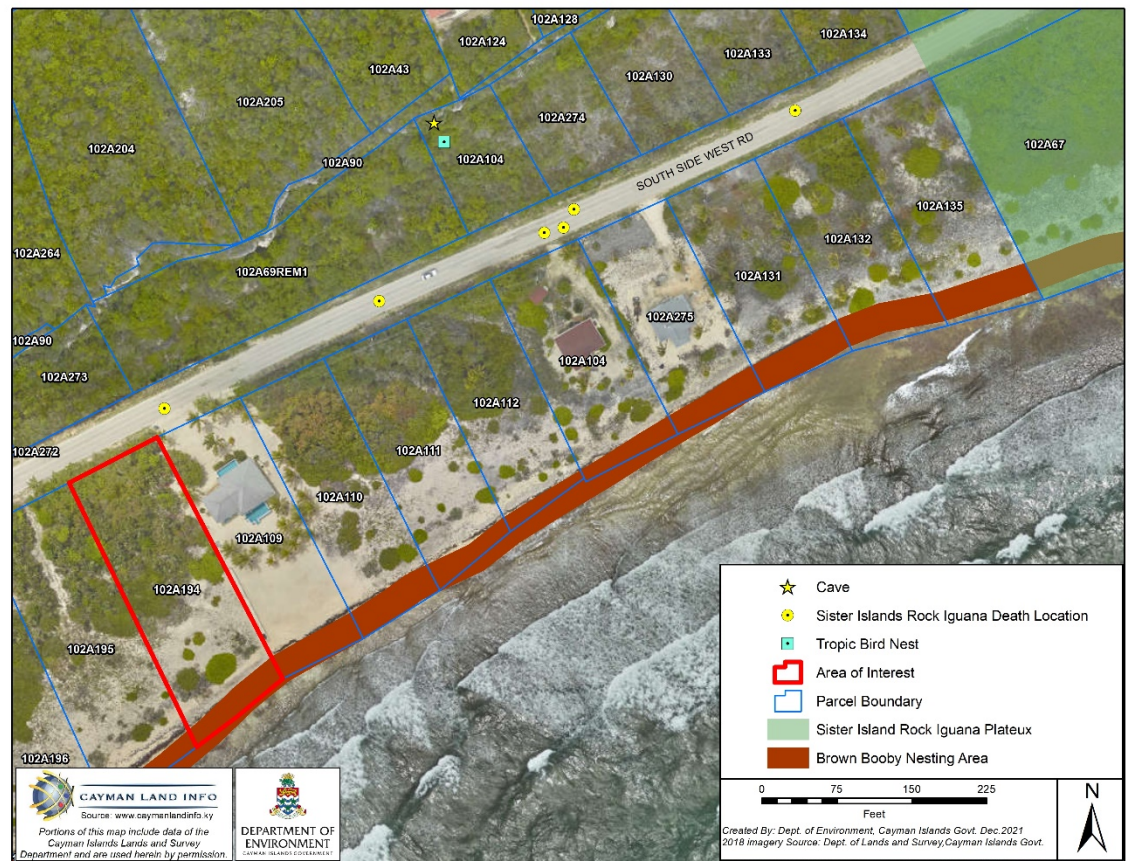 102A128
102A134
102A124
102A133
102A43
102A130
102A205
102A274
102A204
102A67
102A90
102A104
SOUTH SIDE WEST RD
102A135
102A132
102A264
102A69REM1
102A131
102A275
102A90
102A104
102A273
102A112
102A272
102A111
102A110
102A109
102A194
102A195
102A196
Cave
Sister Islands Rock Iguana Death Location
Tropic Bird Nest
Area of Interest
Parcel Boundary
Sister Island Rock Iguana Plateux
Brown Booby Nesting Area
0 75 150 225
Feet
Created By: Dept. of Environment, Cayman Islands Govt. Dec.2021
2018 Imagery Source: Dept. of Lands and Survey,Cayman Islands Govt.
N
CAYMAN LAND INFO
Source: www.caymanlandinfo.ky
Portions of this map include data of the
Cayman Islands Lands and Survey
Department and are used herein by permission.
DEPARTMENT OF
ENVIRONMENT
CAYMAN ISLANDS GOVERNMENT